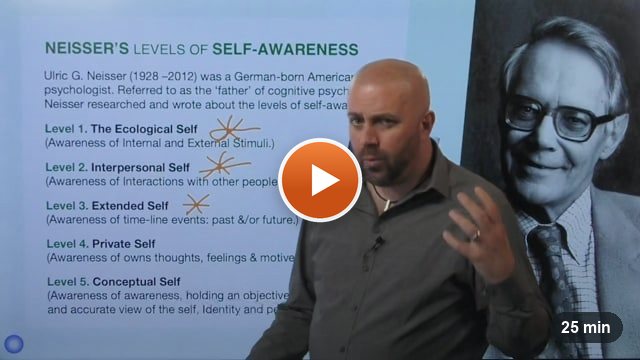 NEISSER'S LEVELS OF SELF-AWARENESS
Ulric G. Neisser (1928 –2012) was a German-born American
psychologist. Referred to as the 'father' of cognitive psych
Neisser researched and wrote about the levels of self-awa
Level 1. The Ecological Self
(Awareness of Internal and External Stimuli.)
Level 2. Interpersonal Self
(Awareness of Interactions with other people
Level 3. Extended Self
(Awareness of time-line events: past &/or future.)
Level 4. Private Self
(Awareness of owns thoughts, feelings & motive
Level 5. Conceptual Self
(Awareness of awareness, holding an objective
and accurate view of the self, Identity and pe
25 min